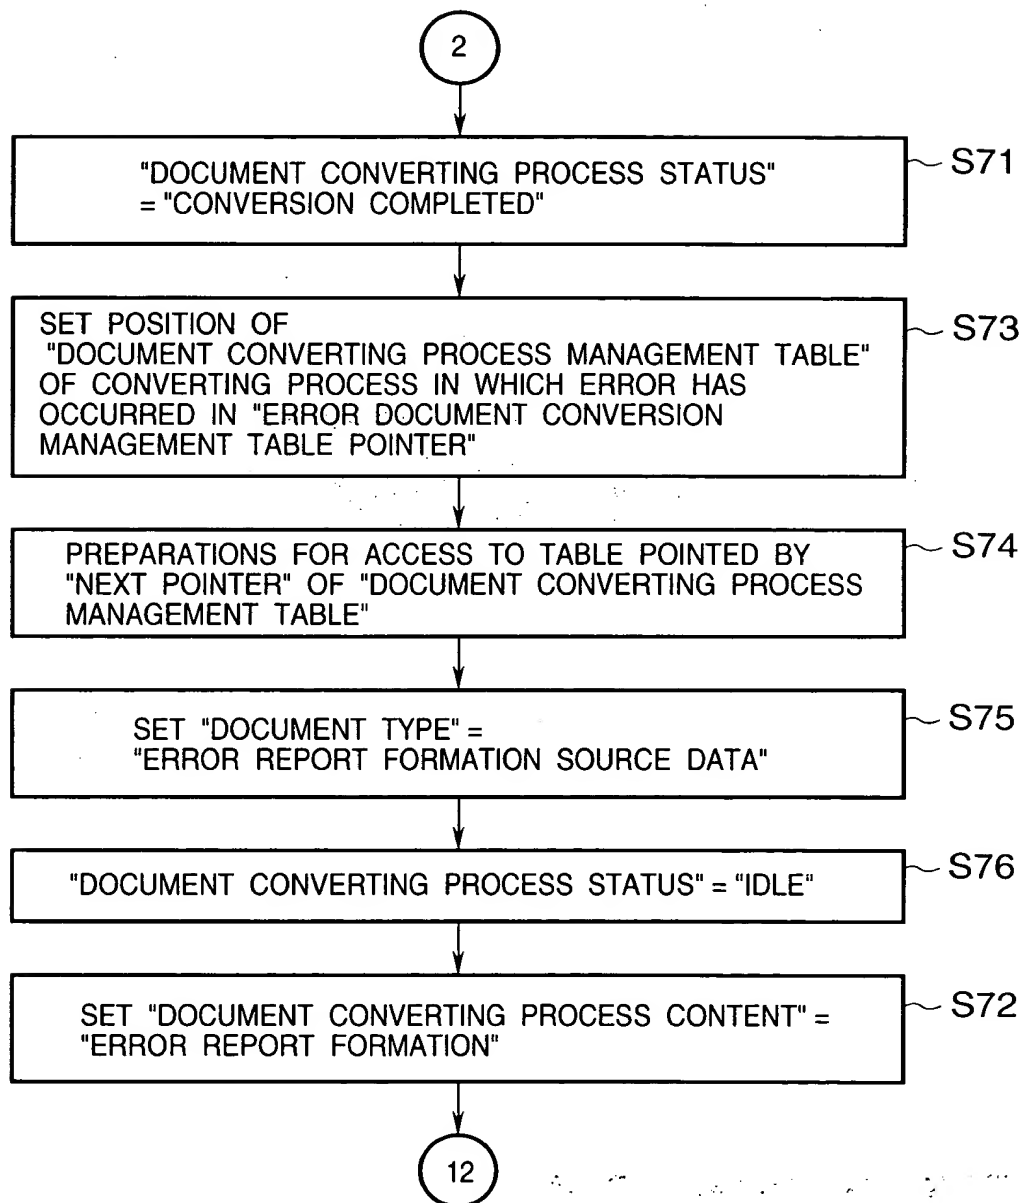 2
"DOCUMENT CONVERTING PROCESS STATUS"
= "CONVERSION COMPLETED"
S71
SET POSITION OF
"DOCUMENT CONVERTING PROCESS MANAGEMENT TABLE"
OF CONVERTING PROCESS IN WHICH ERROR HAS
OCCURRED IN "ERROR DOCUMENT CONVERSION
MANAGEMENT TABLE POINTER"
S73
PREPARATIONS FOR ACCESS TO TABLE POINTED BY
"NEXT POINTER" OF "DOCUMENT CONVERTING PROCESS
MANAGEMENT TABLE"
S74
SET "DOCUMENT TYPE" =
"ERROR REPORT FORMATION SOURCE DATA"
S75
"DOCUMENT CONVERTING PROCESS STATUS" = "IDLE"
S76
SET "DOCUMENT CONVERTING PROCESS CONTENT" =
"ERROR REPORT FORMATION"
S72
12